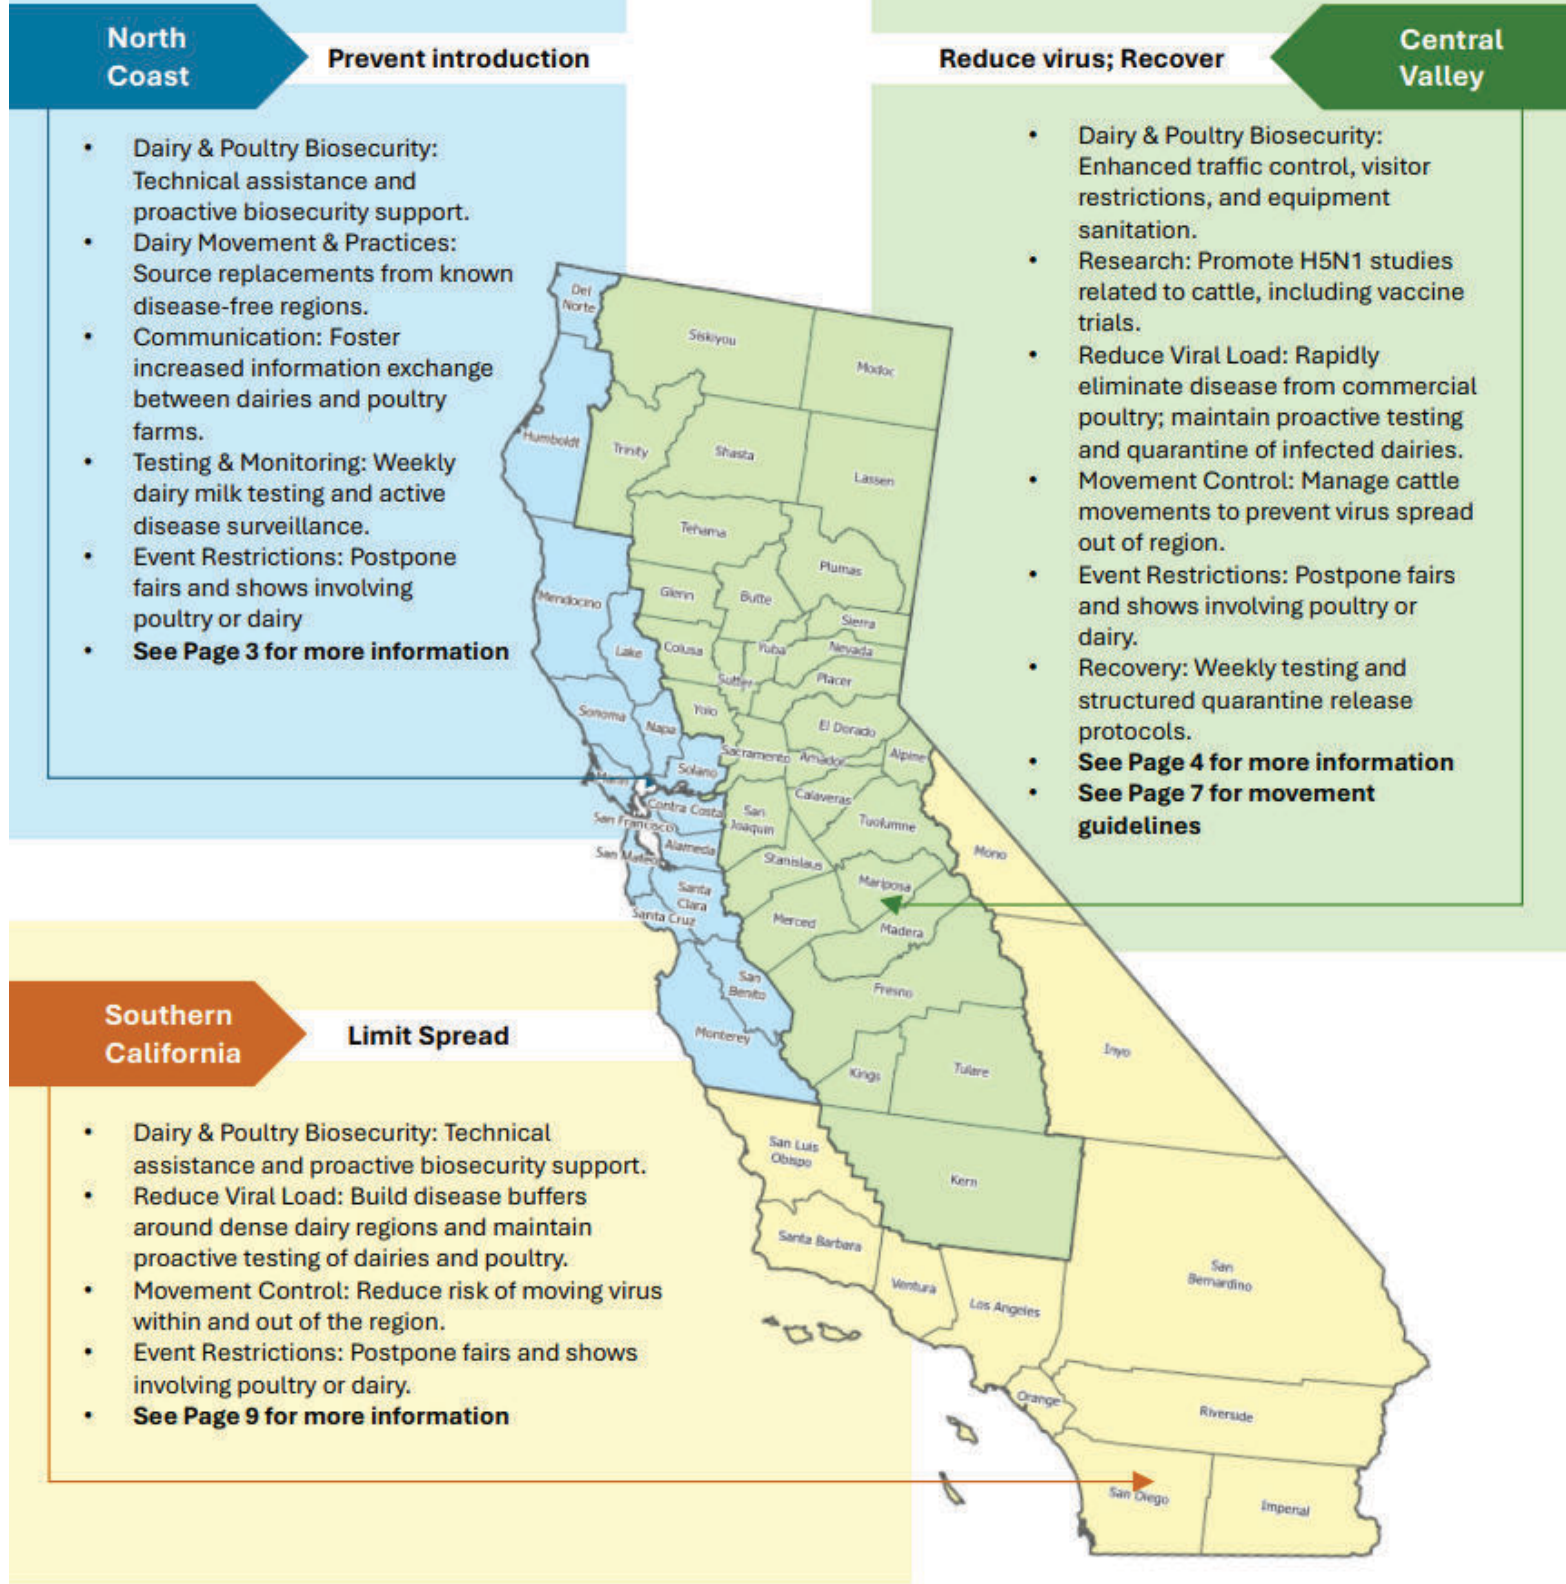 North
Coast
Prevent introduction
• Dairy & Poultry Biosecurity:
Technical assistance and
proactive biosecurity support.
• Dairy Movement & Practices:
Source replacements from known
disease-free regions.
• Communication: Foster
increased information exchange
between dairies and poultry
farms.
• Testing & Monitoring: Weekly
dairy milk testing and active
disease surveillance.
• Event Restrictions: Postpone
fairs and shows involving
poultry or dairy
• See Page 3 for more information
Reduce virus; Recover
Central
Valley
• Dairy & Poultry Biosecurity:
Enhanced traffic control, visitor
restrictions, and equipment
sanitation.
• Research: Promote H5N1 studies
related to cattle, including vaccine
trials.
• Reduce Viral Load: Rapidly
eliminate disease from commercial
poultry; maintain proactive testing
and quarantine of infected dairies.
• Movement Control: Manage cattle
movements to prevent virus spread
out of region.
• Event Restrictions: Postpone fairs
and shows involving poultry or
dairy.
• Recovery: Weekly testing and
structured quarantine release
protocols.
• See Page 4 for more information
• See Page 7 for movement
guidelines
Southern
California
Limit Spread
• Dairy & Poultry Biosecurity: Technical
assistance and proactive biosecurity support.
• Reduce Viral Load: Build disease buffers
around dense dairy regions and maintain
proactive testing of dairies and poultry.
• Movement Control: Reduce risk of moving virus
within and out of the region.
• Event Restrictions: Postpone fairs and shows
involving poultry or dairy.
• See Page 9 for more information
Del
Norte
Siskiyou
Modoc
Humboldt
Trinity
Shasta
Lassen
Tehama
Plumas
Mendocino
Glenn
Butte
Sierra
Lake
Colusa
Yuba
Nevada
Sutter
Placer
Sonoma
Napa
Yolo
El Dorado
Sacramento
Amador
Alpine
Marin
Solano
Calaveras
Contra Costa
San
Joaquin
Tuolumne
San Francisco
Alameda
San Mateo
Stanislaus
Mono
Santa
Clara
Mariposa
Santa Cruz
Merced
Madera
San
Benito
Fresno
Monterey
Kings
Tulare
Inyo
San Luis
Obispo
Kern
Santa Barbara
Ventura
Los Angeles
San
Bernardino
Orange
Riverside
San Diego
Imperial